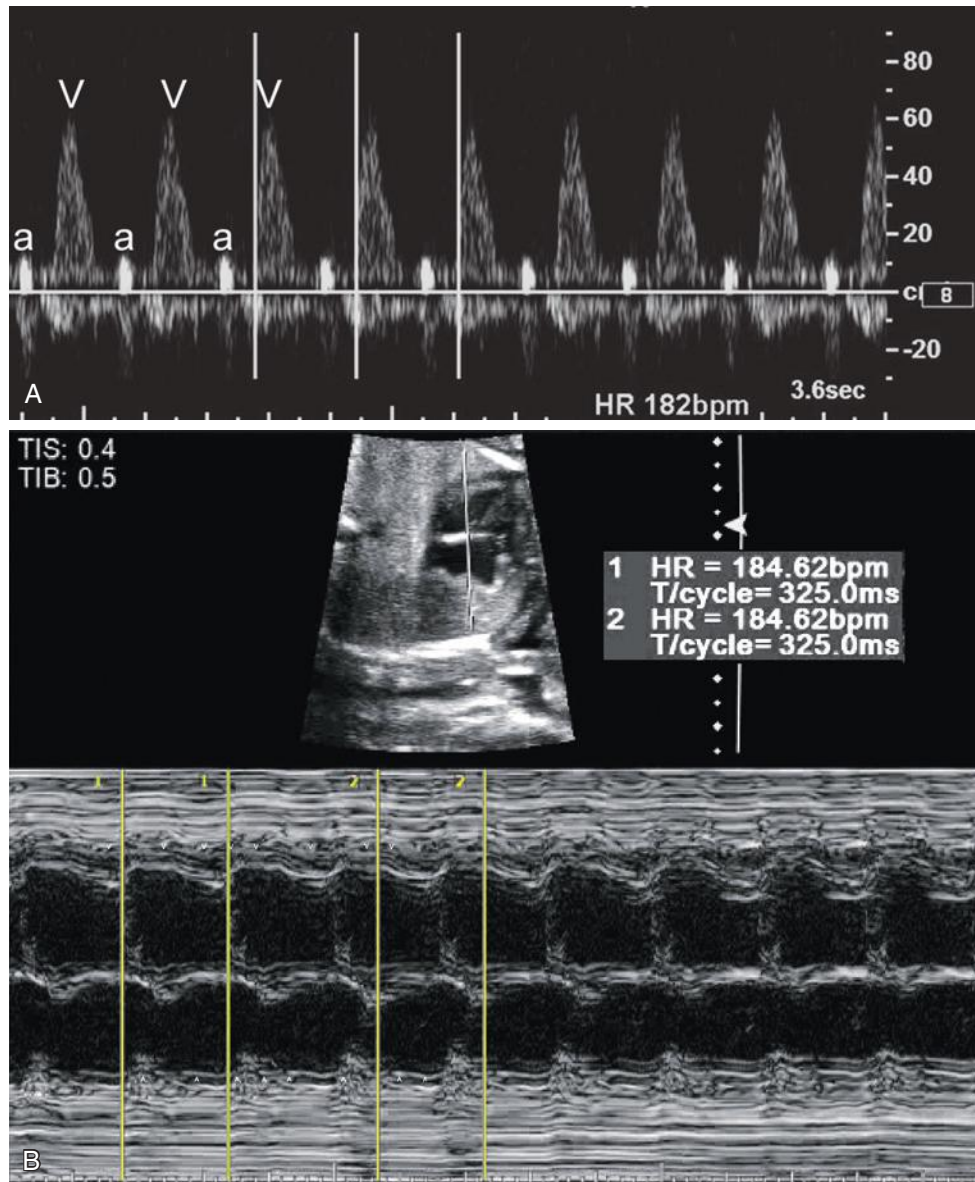 V V V
80
60
40
a a a
20
8
-20
A
3.6sec
HR 182bpm
TIS: 0.4
TIB: 0.5
1 HR = 184.62bpm
T/cycle= 325.0ms
2 HR = 184.62bpm
T/cycle= 325.0ms
1 1 2 2
B